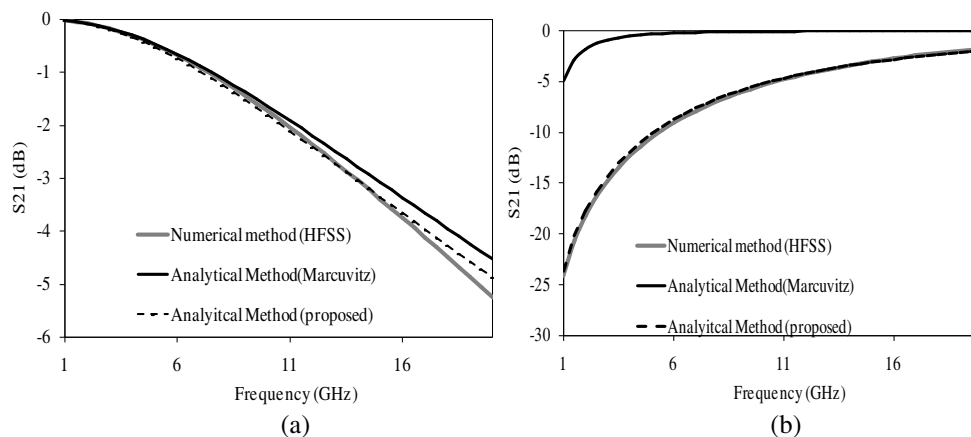 0
-1
-2
-3
-4
-5
-6
S21 (dB)
Numerical method (HFSS)
Analytical Method(Marcuvitz)
Analyitcal Method (proposed)
1
6
11
16
Frequency (GHz)
(a)
0
-5
-10
-15
-20
-25
-30
S21 (dB)
Numerical method (HFSS)
Analytical Method(Marcuvitz)
Analyitcal Method (proposed)
1
6
11
16
Frequency (GHz)
(b)